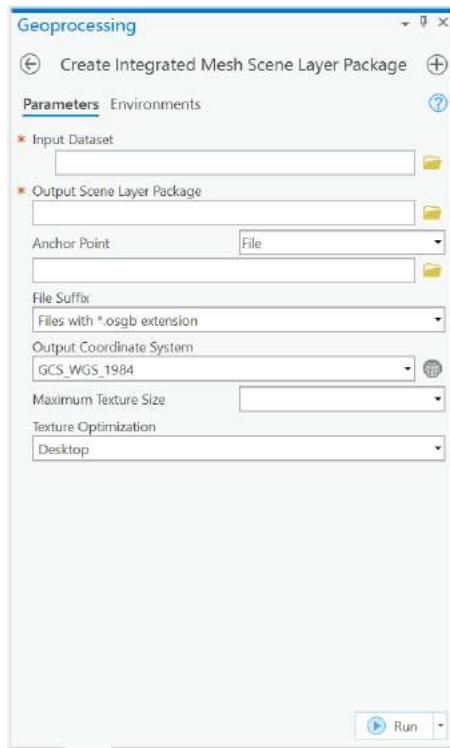 Geoprocessing
Create Integrated Mesh Scene Layer Package
Parameters Environments
* Input Dataset
* Output Scene Layer Package
Anchor Point File
File Suffix
Files with *.osgb extension
Output Coordinate System
GCS_WGS_1984
Maximum Texture Size
Texture Optimization
Desktop
Run